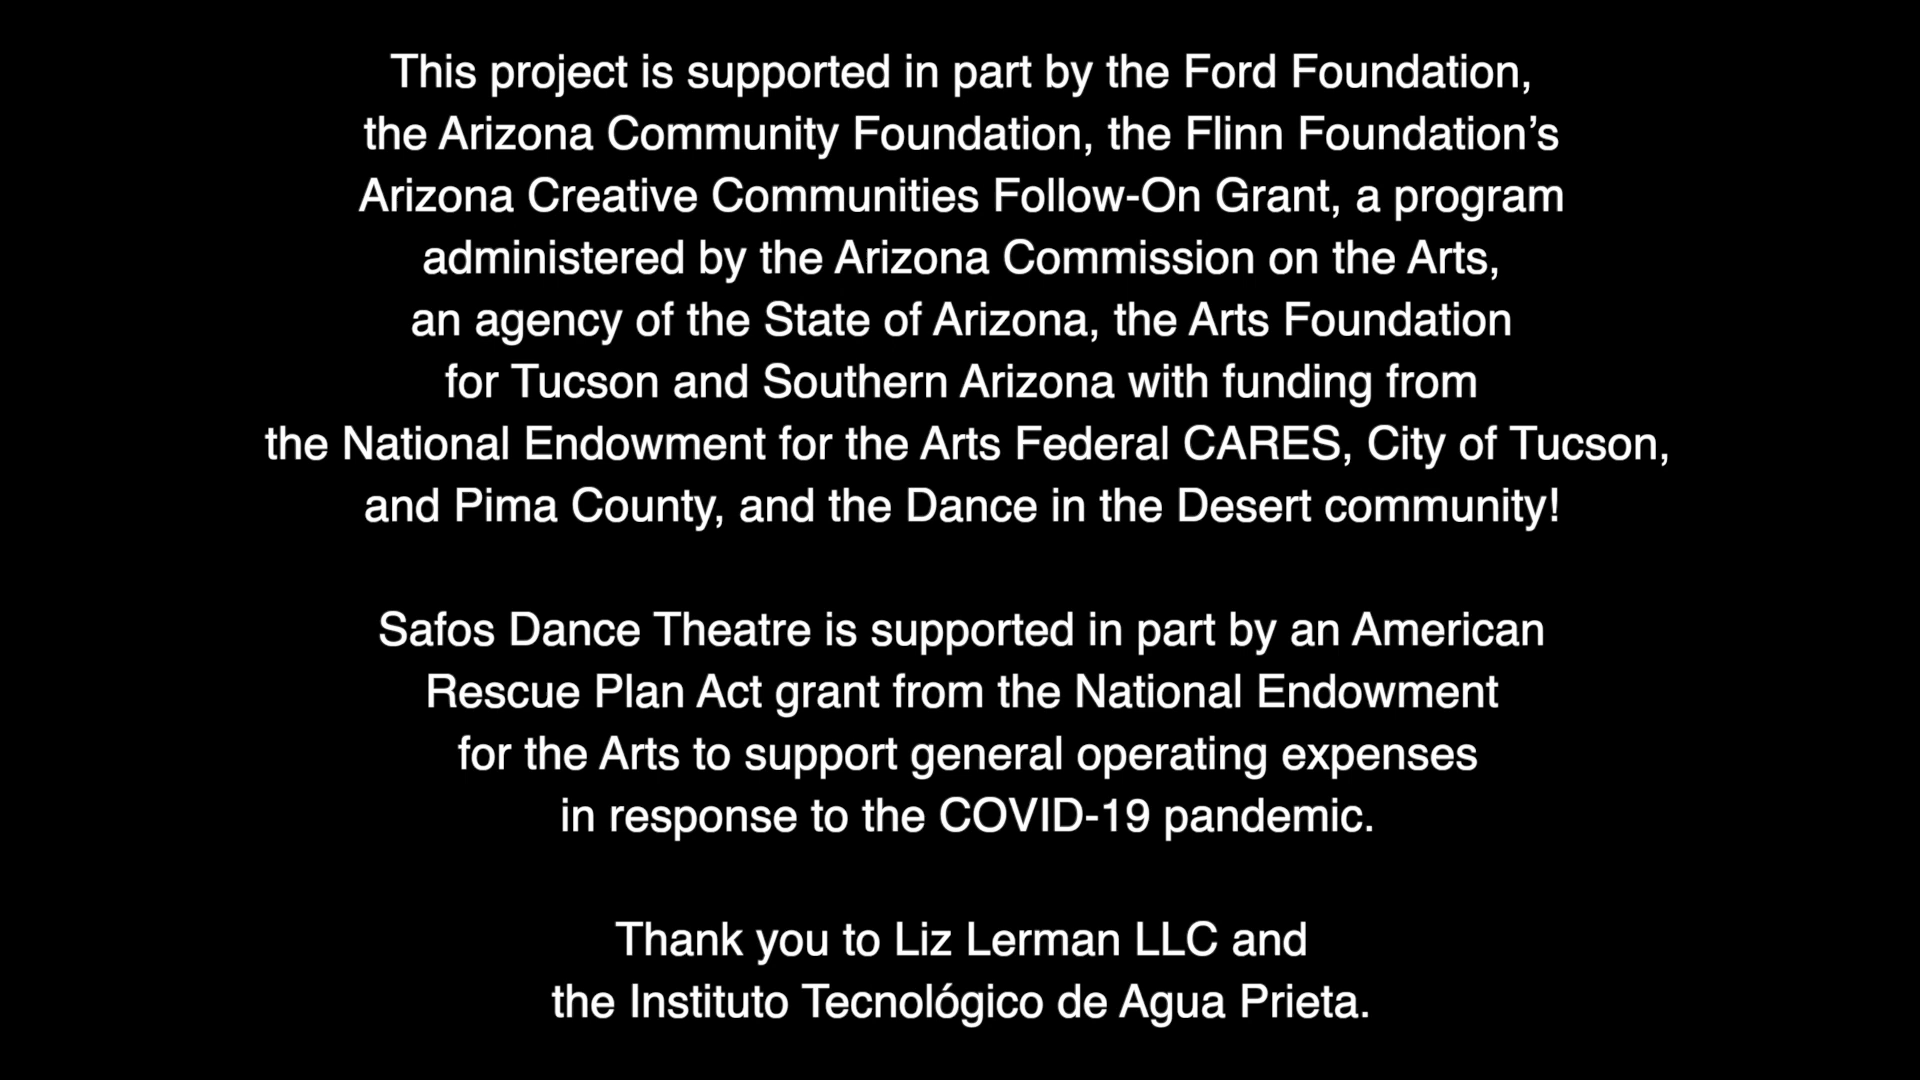 This project is supported in part by the Ford Foundation,
the Arizona Community Foundation, the Flinn Foundation’s
Arizona Creative Communities Follow-On Grant, a program
administered by the Arizona Commission on the Arts,
an agency of the State of Arizona, the Arts Foundation
for Tucson and Southern Arizona with funding from
the National Endowment for the Arts Federal CARES, City of Tucson,
and Pima County, and the Dance in the Desert community!
Safos Dance Theatre is supported in part by an American
Rescue Plan Act grant from the National Endowment
for the Arts to support general operating expenses
in response to the COVID-19 pandemic.
Thank you to Liz Lerman LLC and
the Instituto Tecnológico de Agua Prieta.